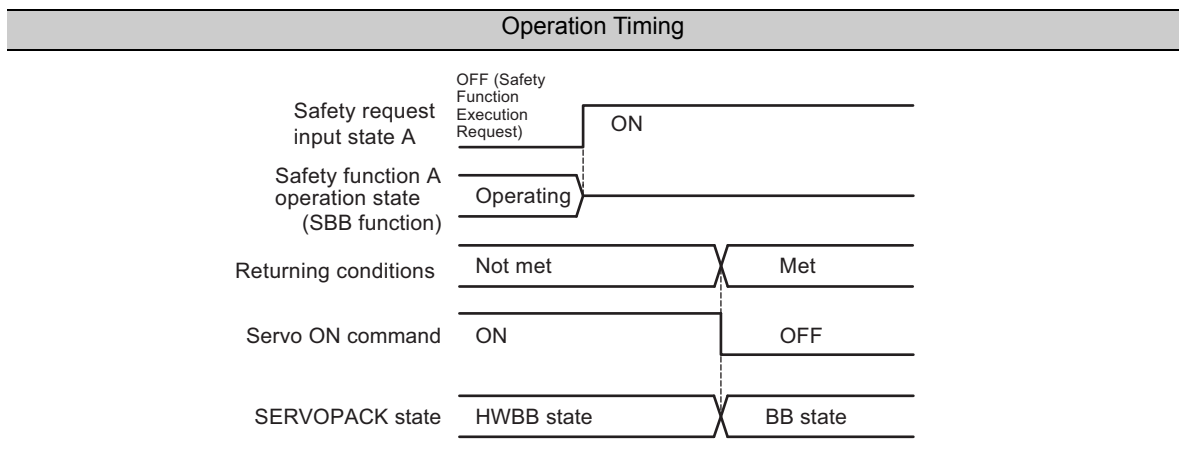 Operation Timing
OFF (Safety
Function
Execution
Request)
Safety request
input state A
ON
Safety function A
operation state
(SBB function)
Operating
Returning conditions
Not met
Met
Servo ON command
ON
OFF
SERVOPACK state
HWBB state
BB state